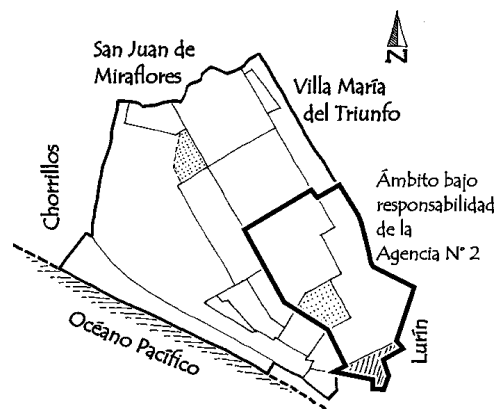 San Juan de
Miraflores
Villa María
del Triunfo
N
Chorrillos
Ámbito bajo
responsabilidad
de la
Agencia N° 2
Lurín
Océano Pacífico